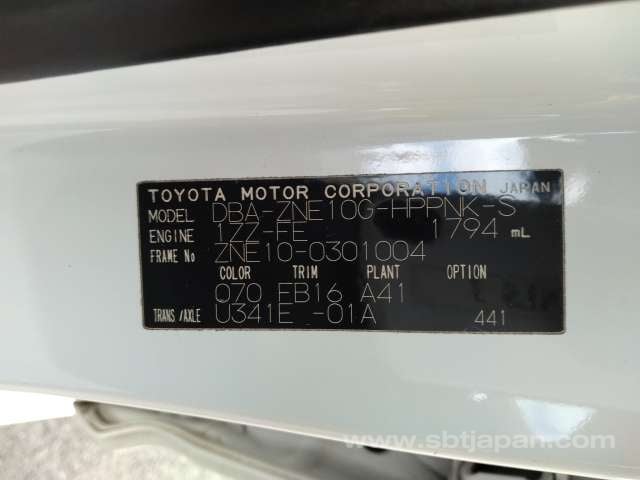 TOYOTA MOTOR CORPORATION JAPAN
MODEL DBA-ZNE10G-HPPNK-S
ENGINE 1ZZ-FE 1794 mL
FRAME No ZNE10-0301004
COLOR TRIM PLANT OPTION
070 FB16 A41
TRANS/AXLE U341E -01A 441
www.sbtjapan.com